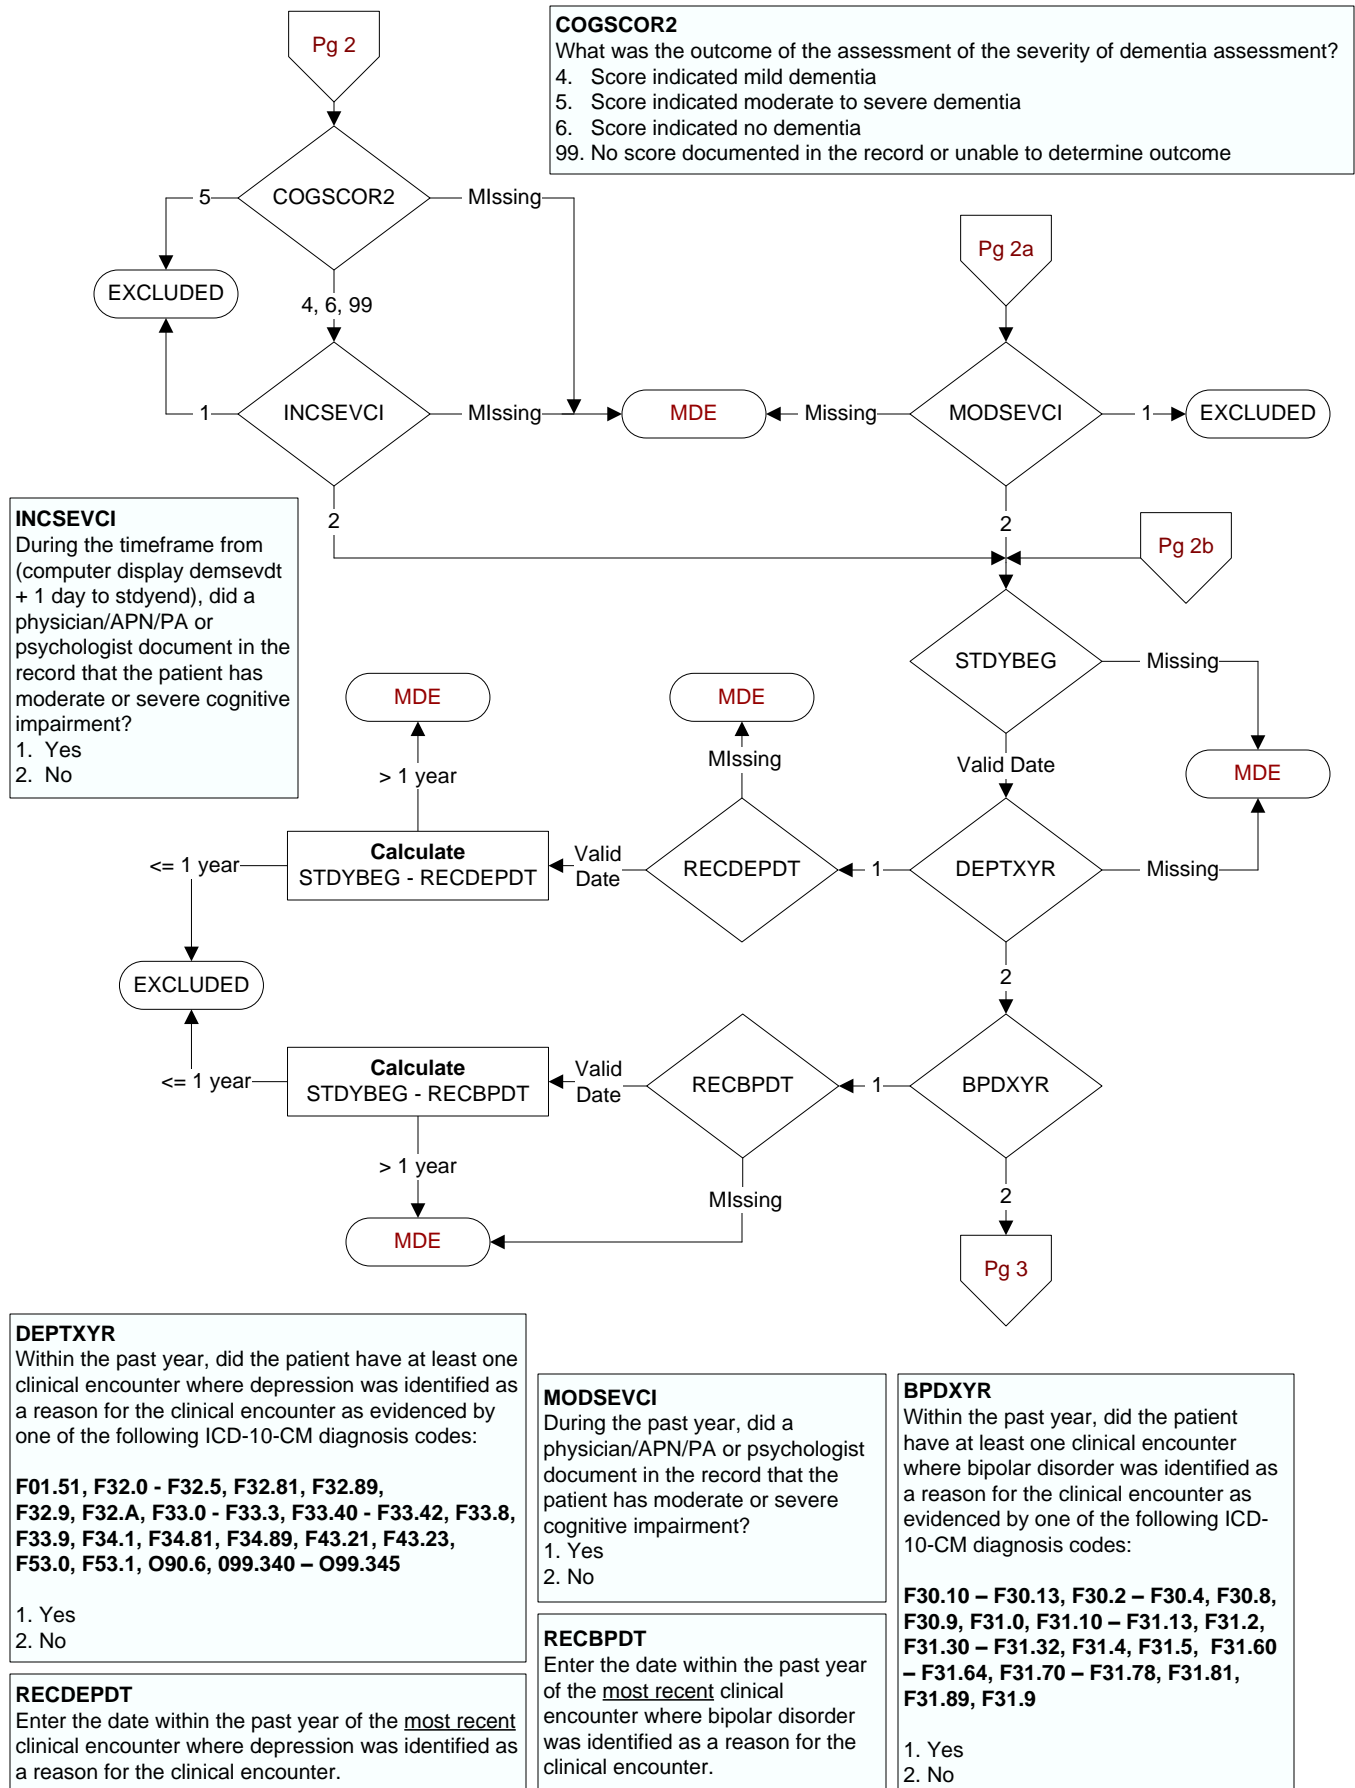 Pg 2
COGSCOR2
What was the outcome of the assessment of the severity of dementia assessment?
4. Score indicated mild dementia
5. Score indicated moderate to severe dementia
6. Score indicated no dementia
99. No score documented in the record or unable to determine outcome
COGSCOR2
5
MIssing
Pg 2a
EXCLUDED
4, 6, 99
INCSEVCI
1
MIssing
MDE
Missing
MODSEVCI
1
EXCLUDED
2
2
Pg 2b
INCSEVCI
During the timeframe from
(computer display demsevdt
+ 1 day to stdyend), did a
physician/APN/PA or
psychologist document in the
record that the patient has
moderate or severe cognitive
impairment?
1. Yes
2. No
STDYBEG
Missing
MDE
MDE
MIssing
Valid Date
MDE
> 1 year
<= 1 year
Calculate
STDYBEG - RECDEPDT
Valid
Date
RECDEPDT
1
DEPTXYR
Missing
EXCLUDED
2
<= 1 year
Calculate
STDYBEG - RECBPDT
Valid
Date
RECBPDT
1
BPDXYR
> 1 year
MIssing
2
MDE
Pg 3
DEPTXYR
Within the past year, did the patient have at least one
clinical encounter where depression was identified as
a reason for the clinical encounter as evidenced by
one of the following ICD-10-CM diagnosis codes:
F01.51, F32.0 - F32.5, F32.81, F32.89,
F32.9, F32.A, F33.0 - F33.3, F33.40 - F33.42, F33.8,
F33.9, F34.1, F34.81, F34.89, F43.21, F43.23,
F53.0, F53.1, O90.6, 099.340 – O99.345
1. Yes
2. No
RECDEPDT
Enter the date within the past year of the most recent
clinical encounter where depression was identified as
a reason for the clinical encounter.
MODSEVCI
During the past year, did a
physician/APN/PA or psychologist
document in the record that the
patient has moderate or severe
cognitive impairment?
1. Yes
2. No
RECBPDT
Enter the date within the past year
of the most recent clinical
encounter where bipolar disorder
was identified as a reason for the
clinical encounter.
BPDXYR
Within the past year, did the patient
have at least one clinical encounter
where bipolar disorder was identified as
a reason for the clinical encounter as
evidenced by one of the following ICD-
10-CM diagnosis codes:
F30.10 – F30.13, F30.2 – F30.4, F30.8,
F30.9, F31.0, F31.10 – F31.13, F31.2,
F31.30 – F31.32, F31.4, F31.5, F31.60
– F31.64, F31.70 – F31.78, F31.81,
F31.89, F31.9
1. Yes
2. No